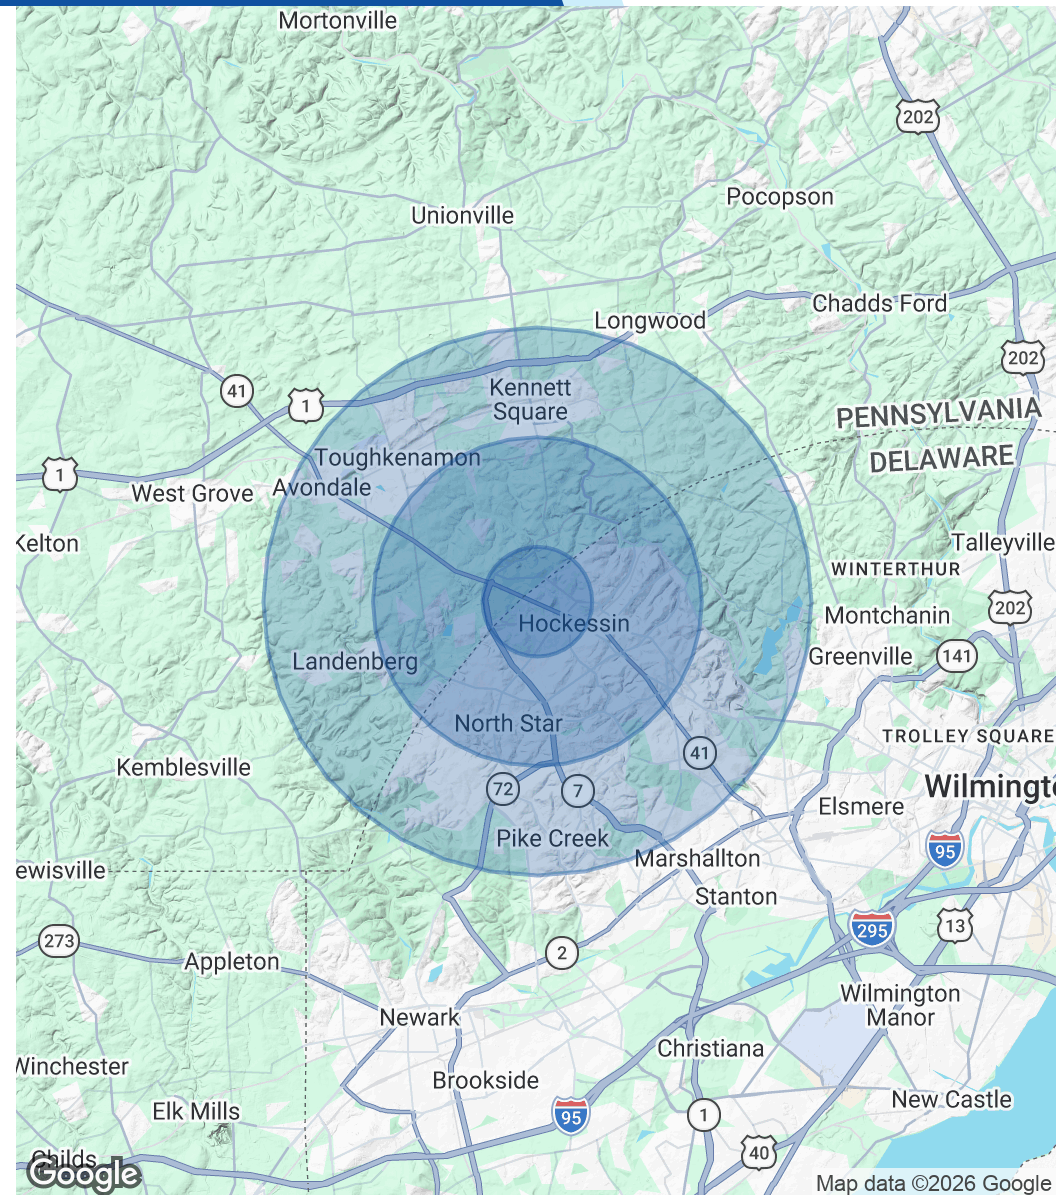 Mortonville
202
Pocopson
Unionville
Chadds Ford
Longwood
202
41
1
Kennett
Square
PENNSYLVANIA
DELAWARE
Toughkenamon
1
West Grove
Avondale
Kelton
Talleyville
WINTERTHUR
202
Montchanin
Hockessin
141
Greenville
Landenberg
North Star
TROLLEY SQUARE
41
Kemblesville
72
7
Wilmingto
Elsmere
Pike Creek
95
Marshallton
ewisville
Stanton
13
295
273
2
Appleton
Wilmington
Manor
Newark
Christiana
Winchester
Brookside
New Castle
Elk Mills
95
1
40
Childs
Google
Map data ©2026 Google